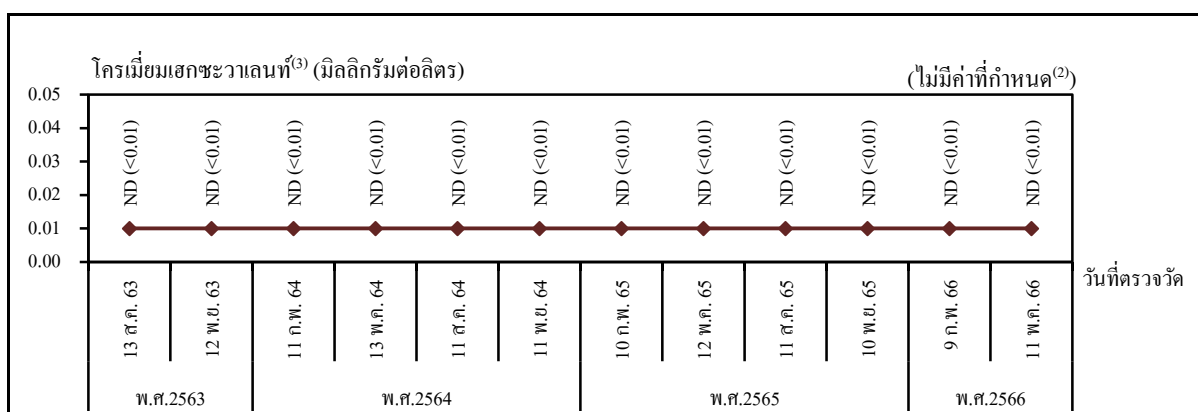 โครเมี่ยมเฮกซะวาเลนท์(3) (มิลลิกรัมต่อลิตร) (ไม่มีค่าที่กำหนด(2)
0.05
0.04
0.03
0.02
0.01
0.00
ND (<0.01) ND (<0.01) ND (<0.01) ND (<0.01) ND (<0.01) ND (<0.01) ND (<0.01) ND (<0.01) ND (<0.01) ND (<0.01) ND (<0.01) ND (<0.01)
วันที่ตรวจวัด
13 ส.ค. 63 12 พ.ย. 63 11 ก.พ. 64 13 พ.ค. 64 11 ส.ค. 64 11 พ.ย. 64 10 ก.พ. 65 12 พ.ค. 65 11 ส.ค. 65 10 พ.ย. 65 9 ก.พ. 66 11 พ.ค. 66
พ.ศ.2563 พ.ศ.2564 พ.ศ.2565 พ.ศ.2566